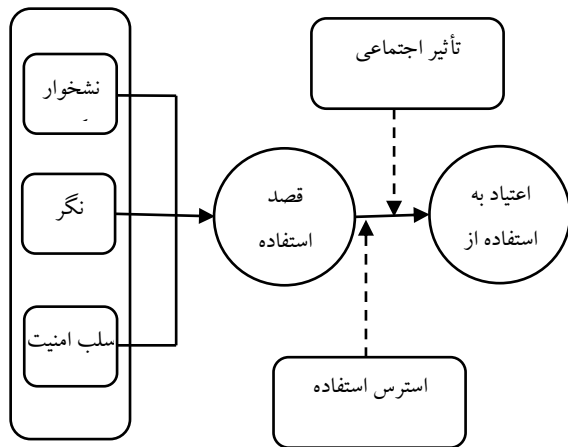 نشخوار
نگر
سلب امنیت
قصد
استفاده
تأثیر اجتماعی
استرس استفاده
اعتیاد به
استفاده از